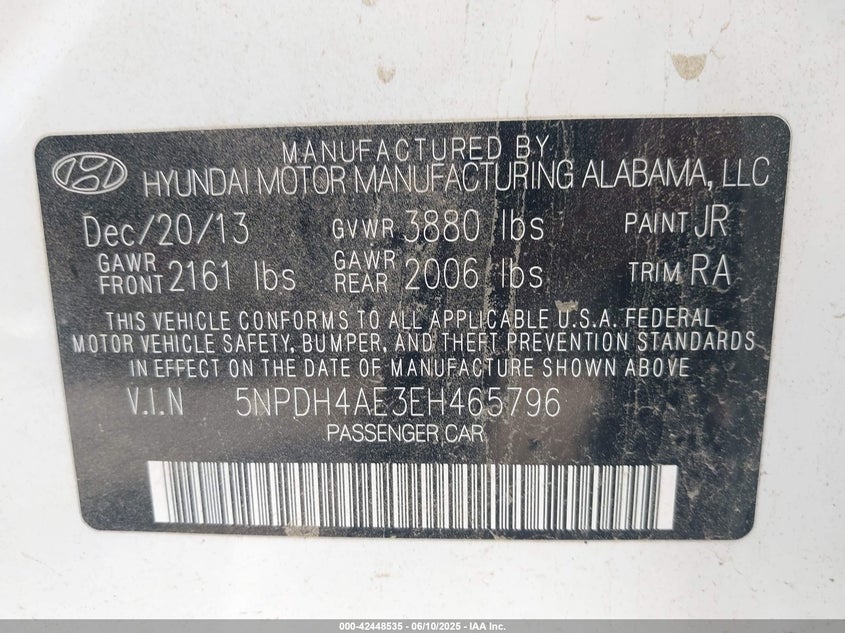 MANUFACTURED BY
HYUNDAI MOTOR MANUFACTURING ALABAMA, LLC
Dec/20/13 GVWR 3880 lbs PAINT JR
GAWR FRONT 2161 lbs GAWR REAR 2006 lbs TRIM RA
THIS VEHICLE CONFORMS TO ALL APPLICABLE U.S.A. FEDERAL
MOTOR VEHICLE SAFETY, BUMPER, AND THEFT PREVENTION STANDARDS
IN EFFECT ON THE DATE OF MANUFACTURE SHOWN ABOVE
V.I.N 5NPDH4AE3EH465796
PASSENGER CAR
000-42448535 - 06/10/2025 - IAA Inc.